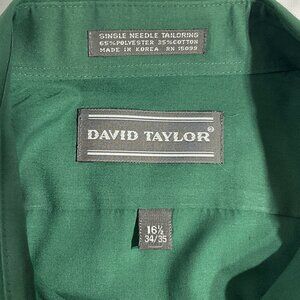 SINGLE NEEDLE TAILORING
65% POLYESTER 35% COTTON
MADE IN KOREA RN 15099
DAVID TAYLOR®
16½
34/35